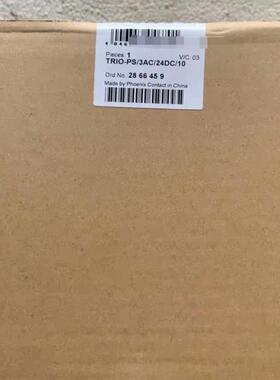 Pieces: 1 V/C: 03
TRIO-PS/3AC/24DC/10
Ord No. 28 66 45 9
Made by Phoenix Contact in China